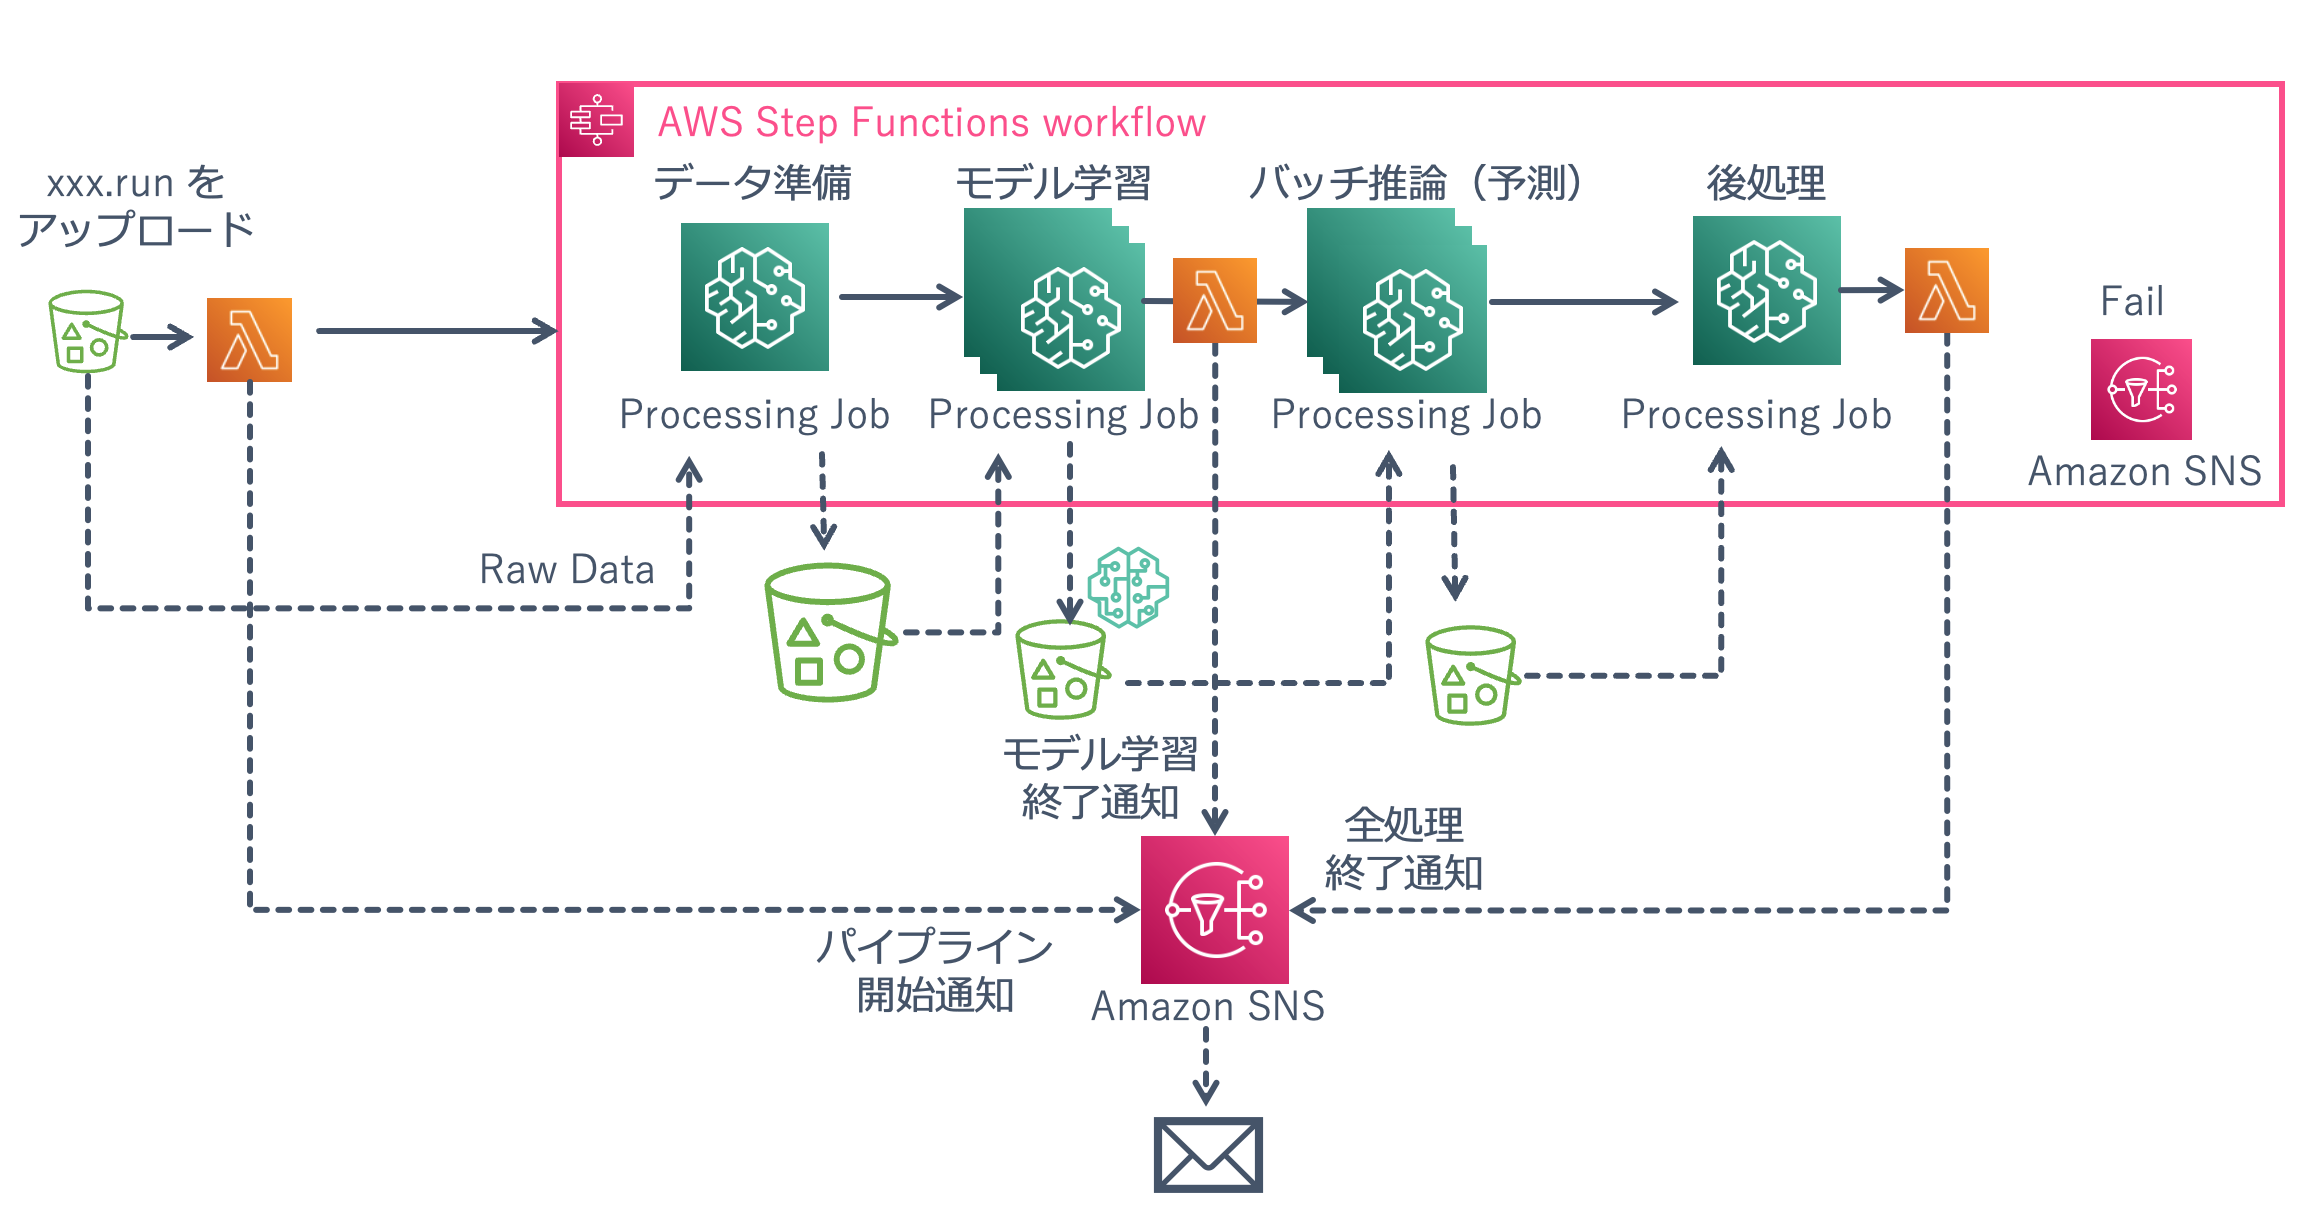 AWS Step Functions workflow
xxx.run を
アップロード
データ準備
モデル学習
バッチ推論（予測）
後処理
Fail
Processing Job
Processing Job
Processing Job
Processing Job
Amazon SNS
Raw Data
モデル学習
終了通知
全処理
終了通知
パイプライン
開始通知
Amazon SNS